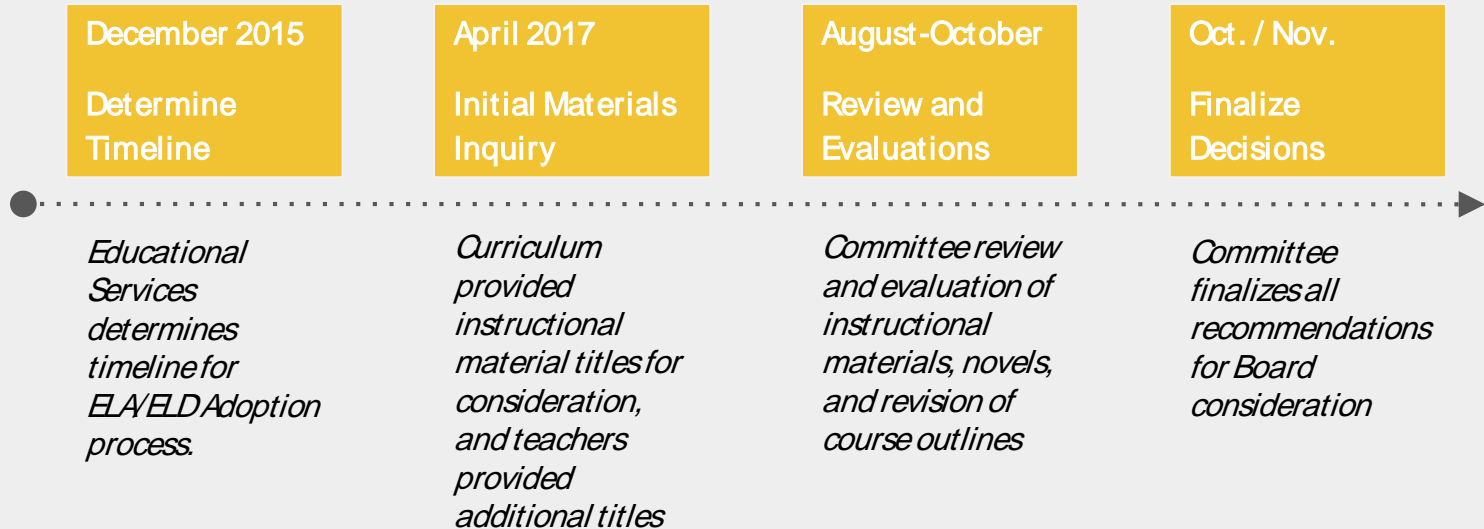 December 2015
Determine
Timeline
Educational
Services
determines
timeline for
ELA/ELD Adoption
process.
April 2017
Initial Materials
Inquiry
Curriculum
provided
instructional
material titles for
consideration,
and teachers
provided
additional titles
August-October
Review and
Evaluations
Committee review
and evaluation of
instructional
materials, novels,
and revision of
course outlines
Oct. / Nov.
Finalize
Decisions
Committee
finalizes all
recommendations
for Board
consideration